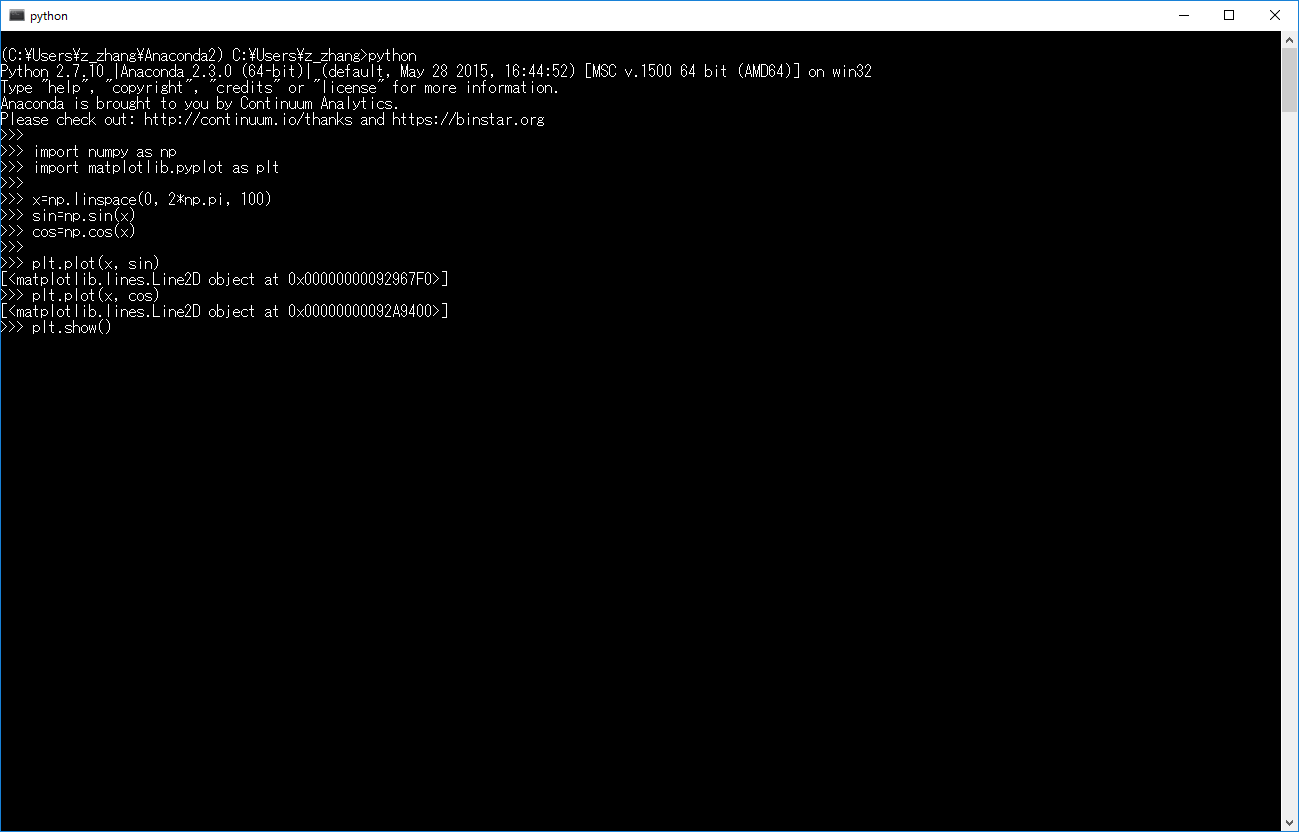 python
(C:¥Users¥z_zhang¥Anaconda2) C:¥Users¥z_zhang>python
Python 2.7.10 |Anaconda 2.3.0 (64-bit)| (default, May 28 2015, 16:44:52) [MSC v.1500 64 bit (AMD64)] on win32
Type "help", "copyright", "credits" or "license" for more information.
Anaconda is brought to you by Continuum Analytics.
Please check out: http://continuum.io/thanks and https://binstar.org
>>>
>>> import numpy as np
>>> import matplotlib.pyplot as plt
>>>
>>> x=np.linspace(0, 2*np.pi, 100)
>>> sin=np.sin(x)
>>> cos=np.cos(x)
>>>
>>> plt.plot(x, sin)
[<matplotlib.lines.Line2D object at 0x00000000092967F0>]
>>> plt.plot(x, cos)
[<matplotlib.lines.Line2D object at 0x00000000092A9400>]
>>> plt.show()